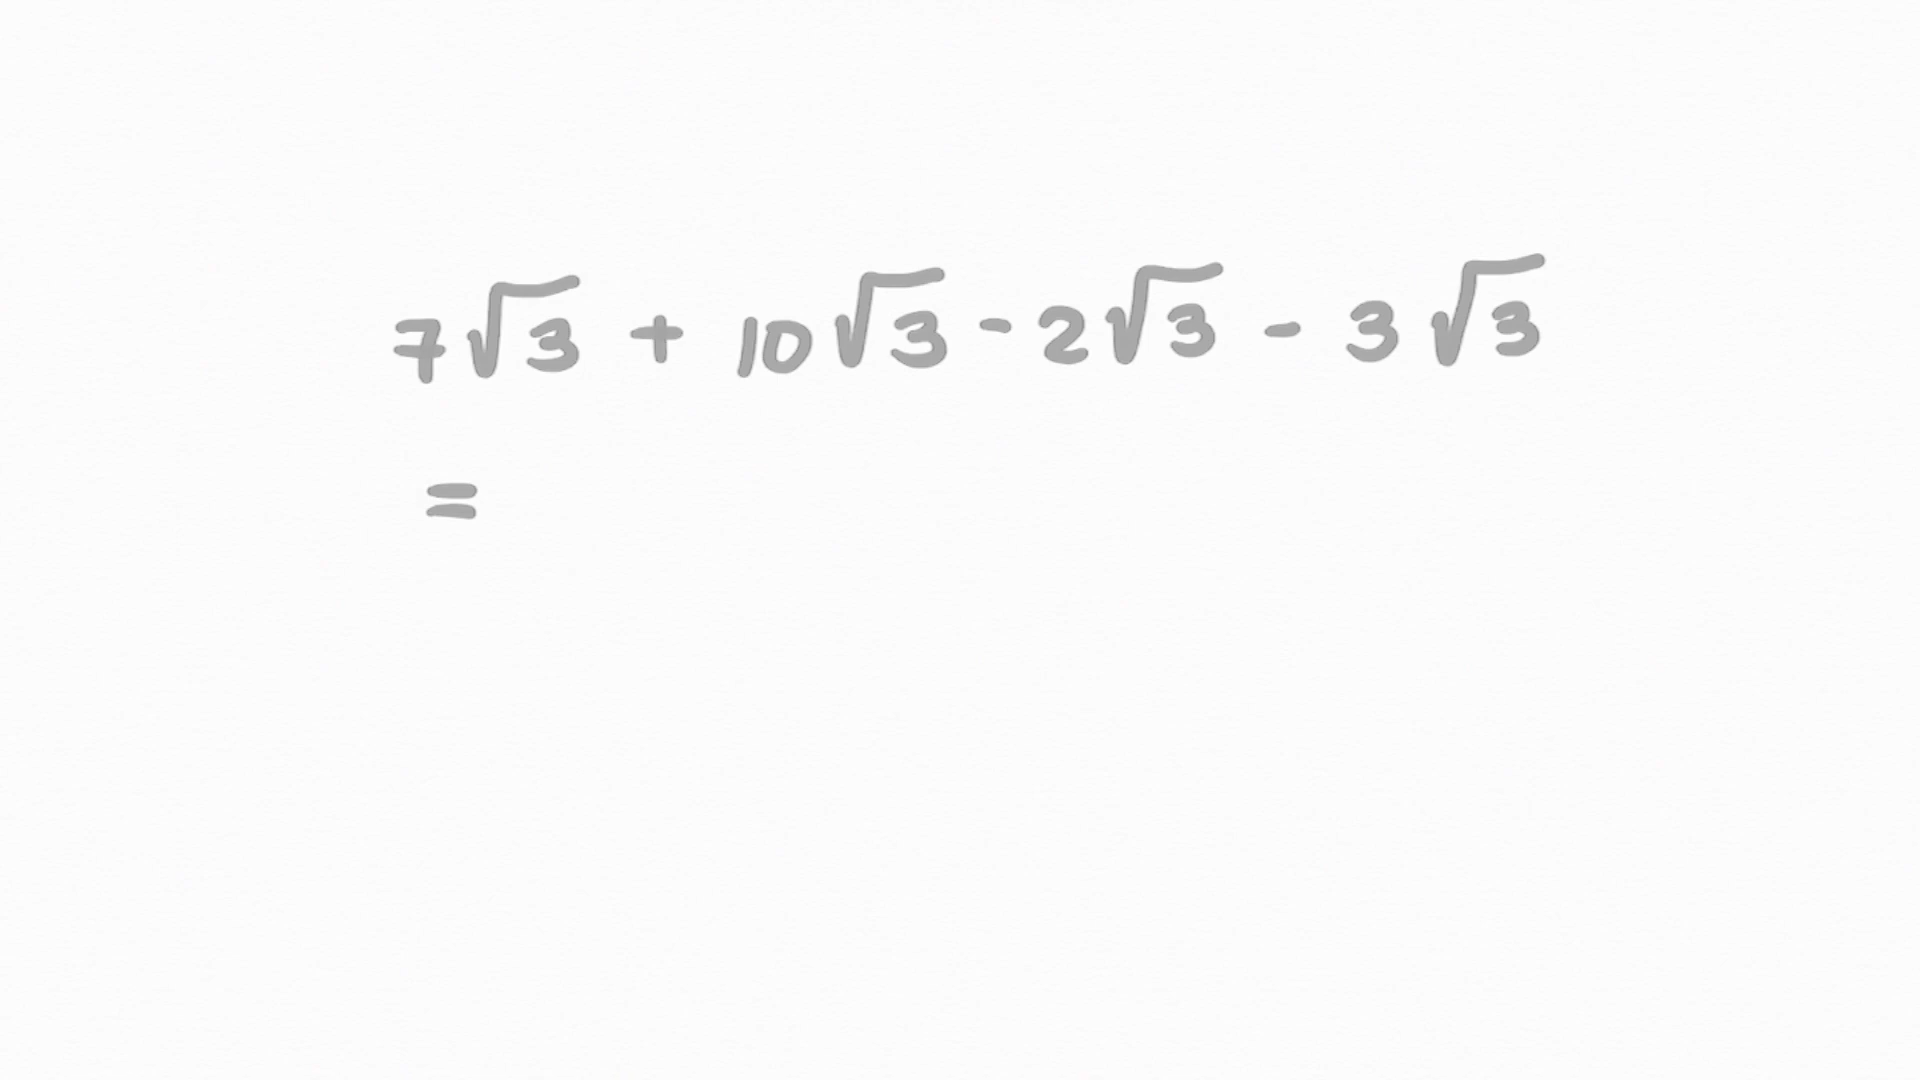 7√3 + 10√3 - 2√3 - 3√3
=